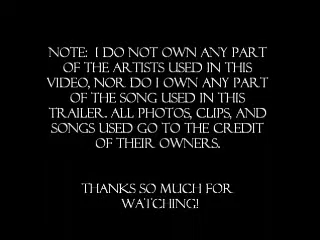 NOTE:  I DO NOT OWN ANY PART
OF THE ARTISTS USED IN THIS
VIDEO, NOR DO I OWN ANY PART
OF THE SONG USED IN THIS
TRAILER. ALL PHOTOS, CLIPS, AND
SONGS USED GO TO THE CREDIT
OF THEIR OWNERS.
THANKS SO MUCH FOR
WATCHING!